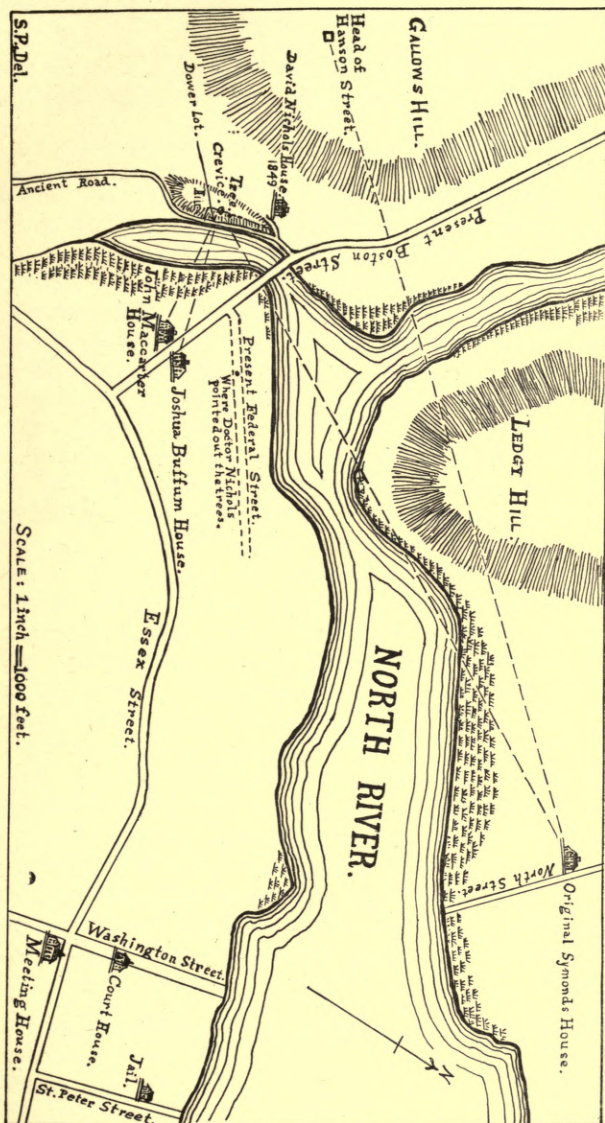 GALLOWS HILL.
Head of
Hanson Street.
David Nichols House.
1849
Dower Lot.
Trees
Crevice.
Ancient Road.
Present Boston Street.
LEDGY HILL.
John Maccarter
House.
Joshua Buffum House.
Present Federal Street.
Where Doctor Nichols
pointed out the trees.
NORTH RIVER.
Original Symonds House.
North Street.
Essex Street.
Washington Street.
Court House.
Meeting House.
Jail.
St. Peter Street.
N
S.P. Del.
SCALE: 1 inch = 1000 feet.